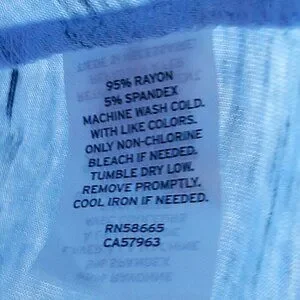 95% RAYON
5% SPANDEX
MACHINE WASH COLD.
WITH LIKE COLORS.
ONLY NON-CHLORINE
BLEACH IF NEEDED.
TUMBLE DRY LOW.
REMOVE PROMPTLY.
COOL IRON IF NEEDED.
RN58665
CA57963